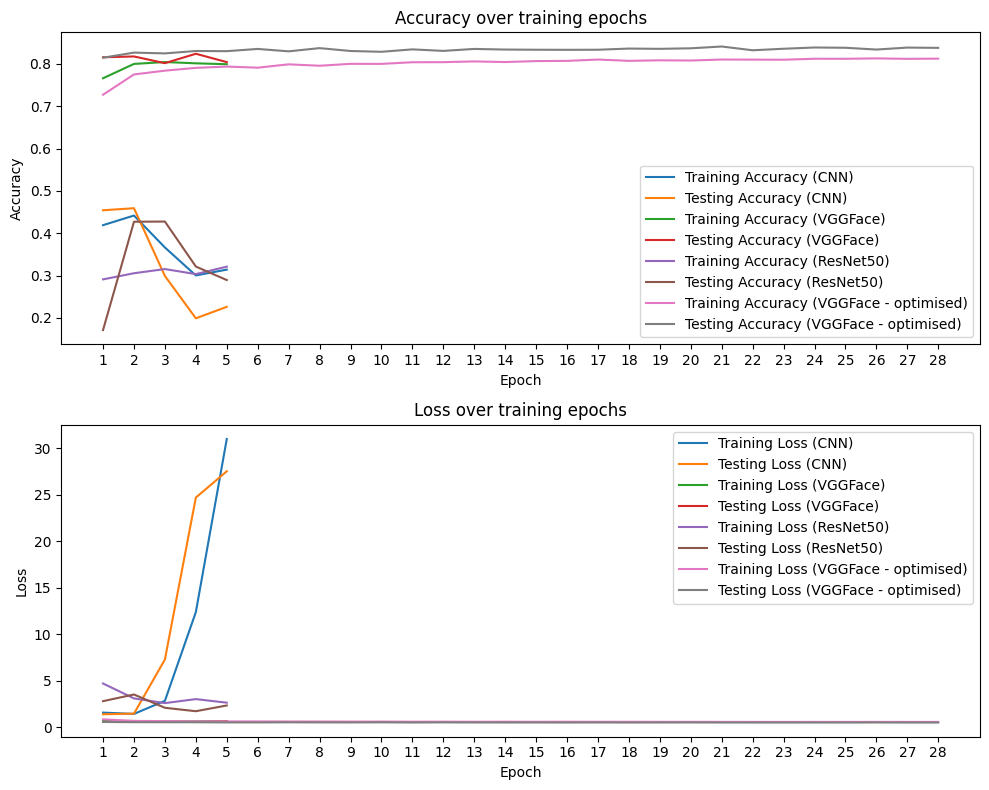 Accuracy over training epochs
Accuracy
0.8
0.7
0.6
0.5
0.4
0.3
0.2
Training Accuracy (CNN)
Testing Accuracy (CNN)
Training Accuracy (VGGFace)
Testing Accuracy (VGGFace)
Training Accuracy (ResNet50)
Testing Accuracy (ResNet50)
Training Accuracy (VGGFace - optimised)
Testing Accuracy (VGGFace - optimised)
1 2 3 4 5 6 7 8 9 10 11 12 13 14 15 16 17 18 19 20 21 22 23 24 25 26 27 28
Epoch
Loss over training epochs
Loss
30
25
20
15
10
5
0
Training Loss (CNN)
Testing Loss (CNN)
Training Loss (VGGFace)
Testing Loss (VGGFace)
Training Loss (ResNet50)
Testing Loss (ResNet50)
Training Loss (VGGFace - optimised)
Testing Loss (VGGFace - optimised)
1 2 3 4 5 6 7 8 9 10 11 12 13 14 15 16 17 18 19 20 21 22 23 24 25 26 27 28
Epoch